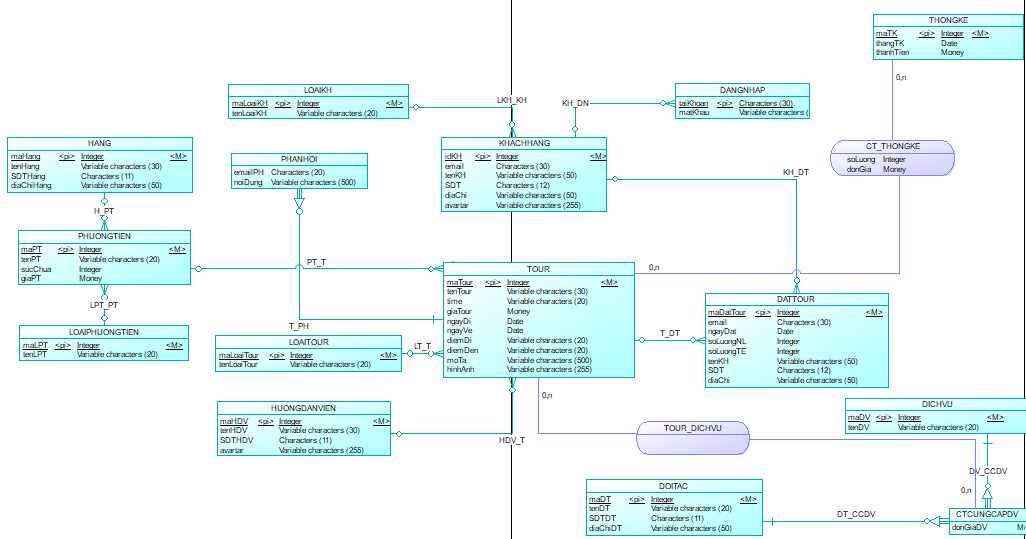 THONGKE
maTK <pi> Integer <M>
thangTK Date
thanhTien Money
0,n
LOAIKH
maLoaiKH <pi> Integer <M>
tenLoaiKH Variable characters (20)
LKH_KH
KH_DN
DANGNHAP
taiKhoan <pi> Characters (30)
matKhau Variable characters (
HANG
maHang <pi> Integer <M>
tenHang Variable characters (30)
SDTHang Characters (11)
diaChiHang Variable characters (50)
PHANHOI
emailPH Characters (20)
noiDung Variable characters (500)
KHACHHANG
idKH <pi> Integer <M>
email Characters (30)
tenKH Variable characters (50)
SDT Characters (12)
diaChi Variable characters (50)
avartar Variable characters (255)
CT_THONGKE
soLuong Integer
donGia Money
KH_DT
H_PT
PHUONGTIEN
maPT <pi> Integer <M>
tenPT Variable characters (20)
sucChua Integer
giaPT Money
PT_T
LPT_PT
LOAIPHUONGTIEN
maLPT <pi> Integer <M>
tenLPT Variable characters (20)
T_PH
TOUR
maTour <pi> Integer <M>
tenTour Variable characters (30)
time Variable characters (20)
giaTour Money
ngayDi Date
ngayVe Date
diemDi Variable characters (20)
diemDen Variable characters (20)
moTa Variable characters (500)
hinhAnh Variable characters (255)
0,n
DATTOUR
maDatTour <pi> Integer <M>
email Characters (30)
ngayDat Date
soLuongNL Integer
soLuongTE Integer
tenKH Variable characters (50)
SDT Characters (12)
diaChi Variable characters (50)
T_DT
LOAITOUR
maLoaiTour <pi> Integer <M>
tenLoaiTour Variable characters (20)
LT_T
HUONGDANVIEN
maHDV <pi> Integer <M>
tenHDV Variable characters (30)
SDTHDV Characters (11)
avartar Variable characters (255)
HDV_T
0,n
TOUR_DICHVU
DICHVU
maDV <pi> Integer <M>
tenDV Variable characters (20)
DV_CCDV
0,n
DOITAC
maDT <pi> Integer <M>
tenDT Variable characters (20)
SDTDT Characters (11)
diaChiDT Variable characters (50)
DT_CCDV
CTCUNGCAPDV
donGiaDV M